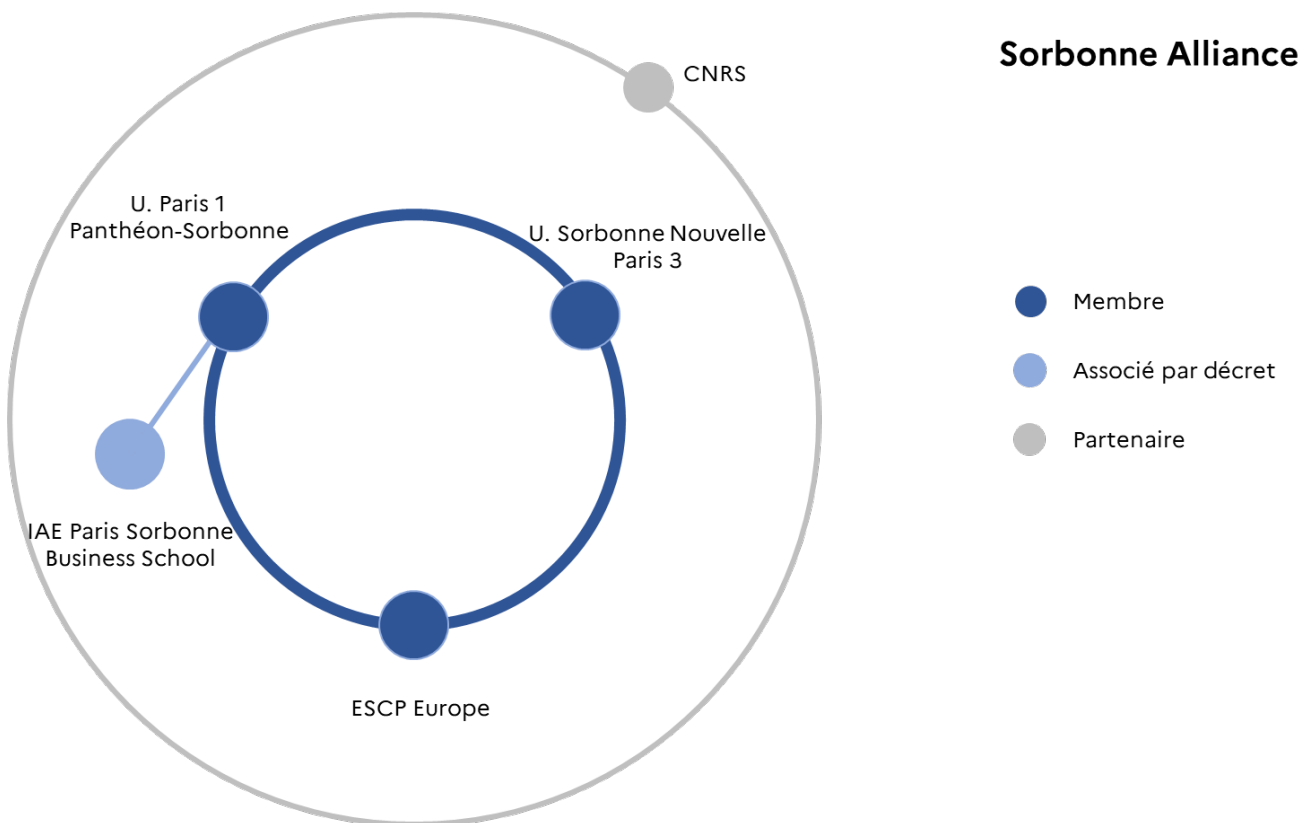 Sorbonne Alliance
CNRS
U. Paris 1
Panthéon-Sorbonne
U. Sorbonne Nouvelle
Paris 3
IAE Paris Sorbonne
Business School
ESCP Europe
Membre
Associé par décret
Partenaire